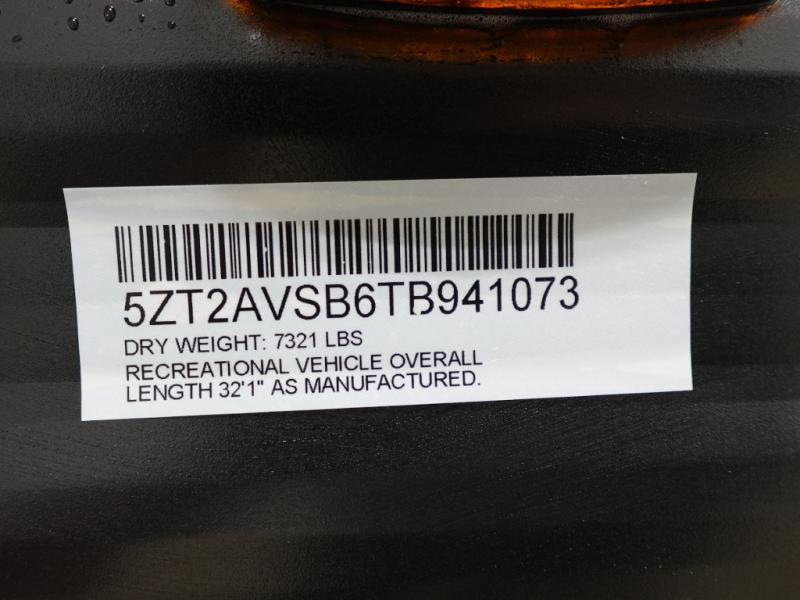 5ZT2AVSB6TB941073
DRY WEIGHT: 7321 LBS
RECREATIONAL VEHICLE OVERALL
LENGTH 32'1" AS MANUFACTURED.